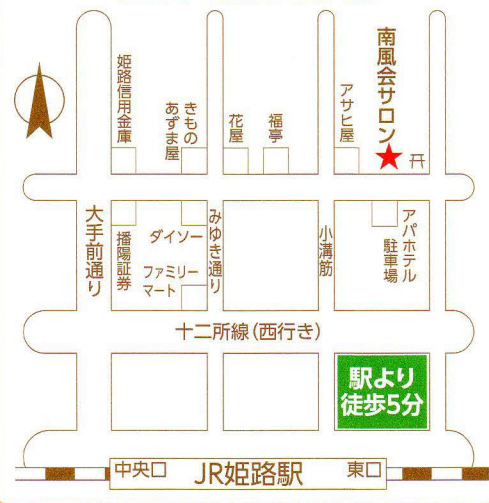 南風会サロン
姫路信用金庫
きもの
あずま屋
花屋
福亭
アサヒ屋
大手前通り
播陽証券
ダイソー
みゆき通り
ファミリー
マート
小溝筋
アパホテル
駐車場
十二所線(西行き)
駅より
徒歩5分
中央口
JR姫路駅
東口